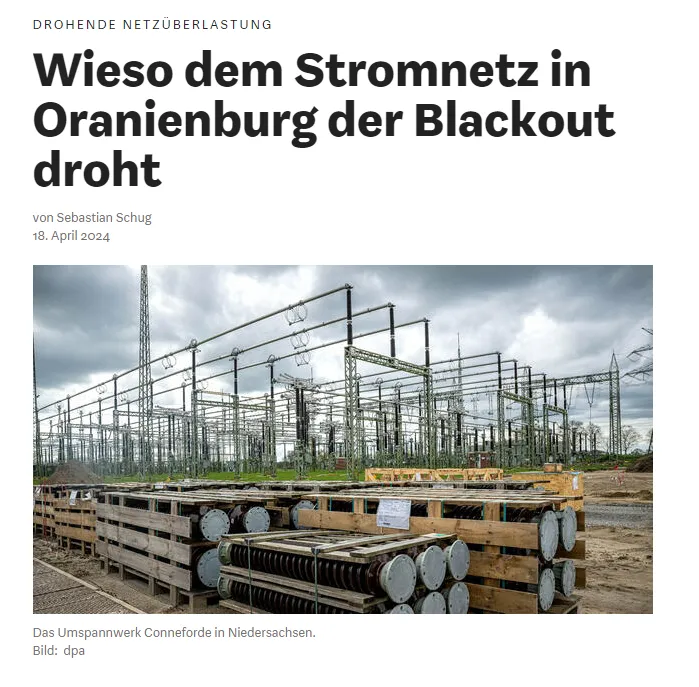 DROHENDE NETZÜBERLASTUNG
Wieso dem Stromnetz in
Oranienburg der Blackout
droht
von Sebastian Schug
18. April 2024
Das Umspannwerk Conneforde in Niedersachsen.
Bild: dpa